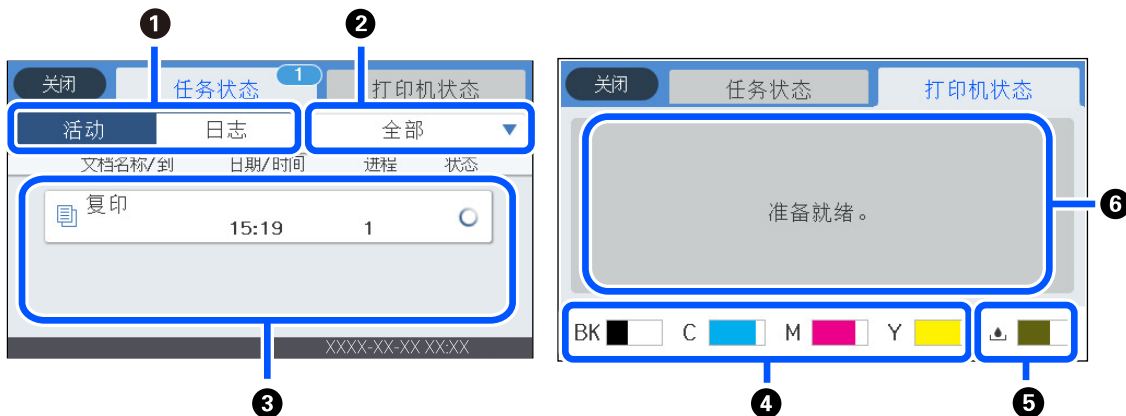 1 2
关闭 任务状态 1 打印机状态
活动 日志 全部
文档名称/到 日期/时间 进程 状态
复印
15:19 1
XXXX-XX-XX XX:XX
3
关闭 任务状态 打印机状态
准备就绪。
6
BK C M Y
4 5